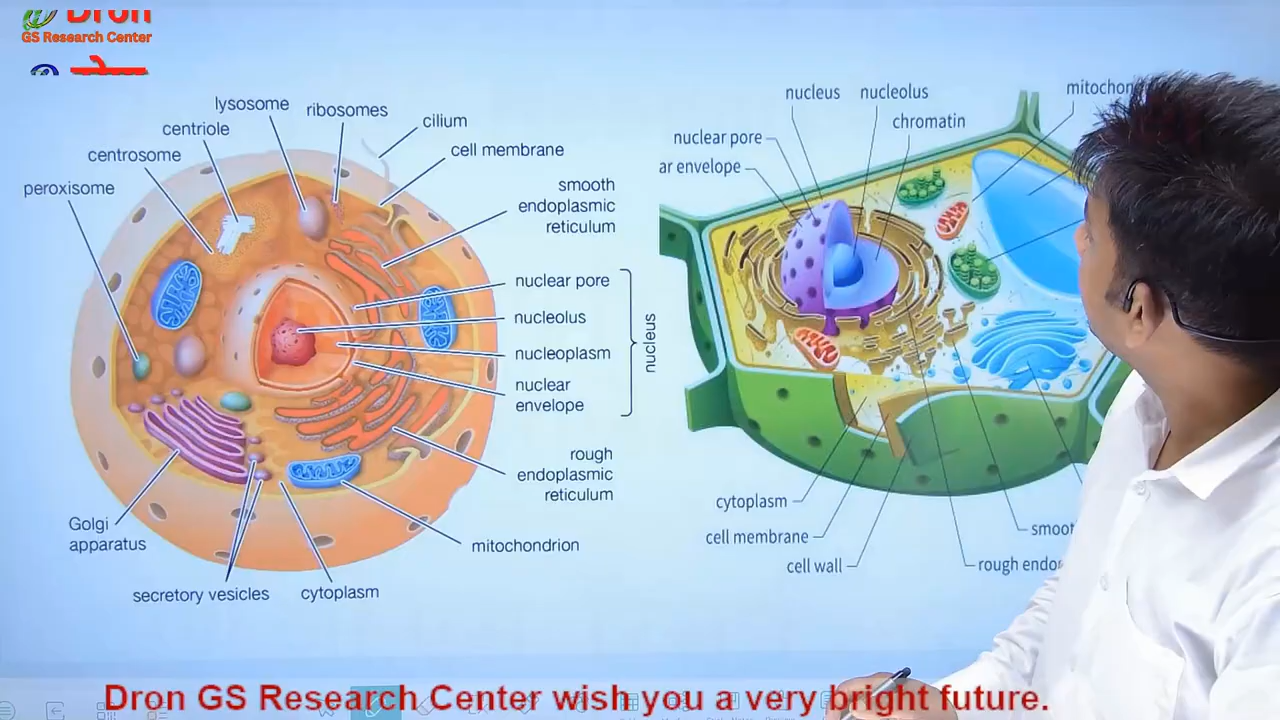 Dron
GS Research Center
lysosome
ribosomes
centriole
cilium
centrosome
cell membrane
peroxisome
smooth
endoplasmic
reticulum
nuclear pore
nucleolus
nucleoplasm
nuclear
envelope
nucleus
rough
endoplasmic
reticulum
Golgi
apparatus
mitochondrion
secretory vesicles
cytoplasm
nucleus
nucleolus
mitochon
chromatin
nuclear pore
ar envelope
cytoplasm
cell membrane
cell wall
smoot
rough endo
Dron GS Research Center wish you a very bright future.